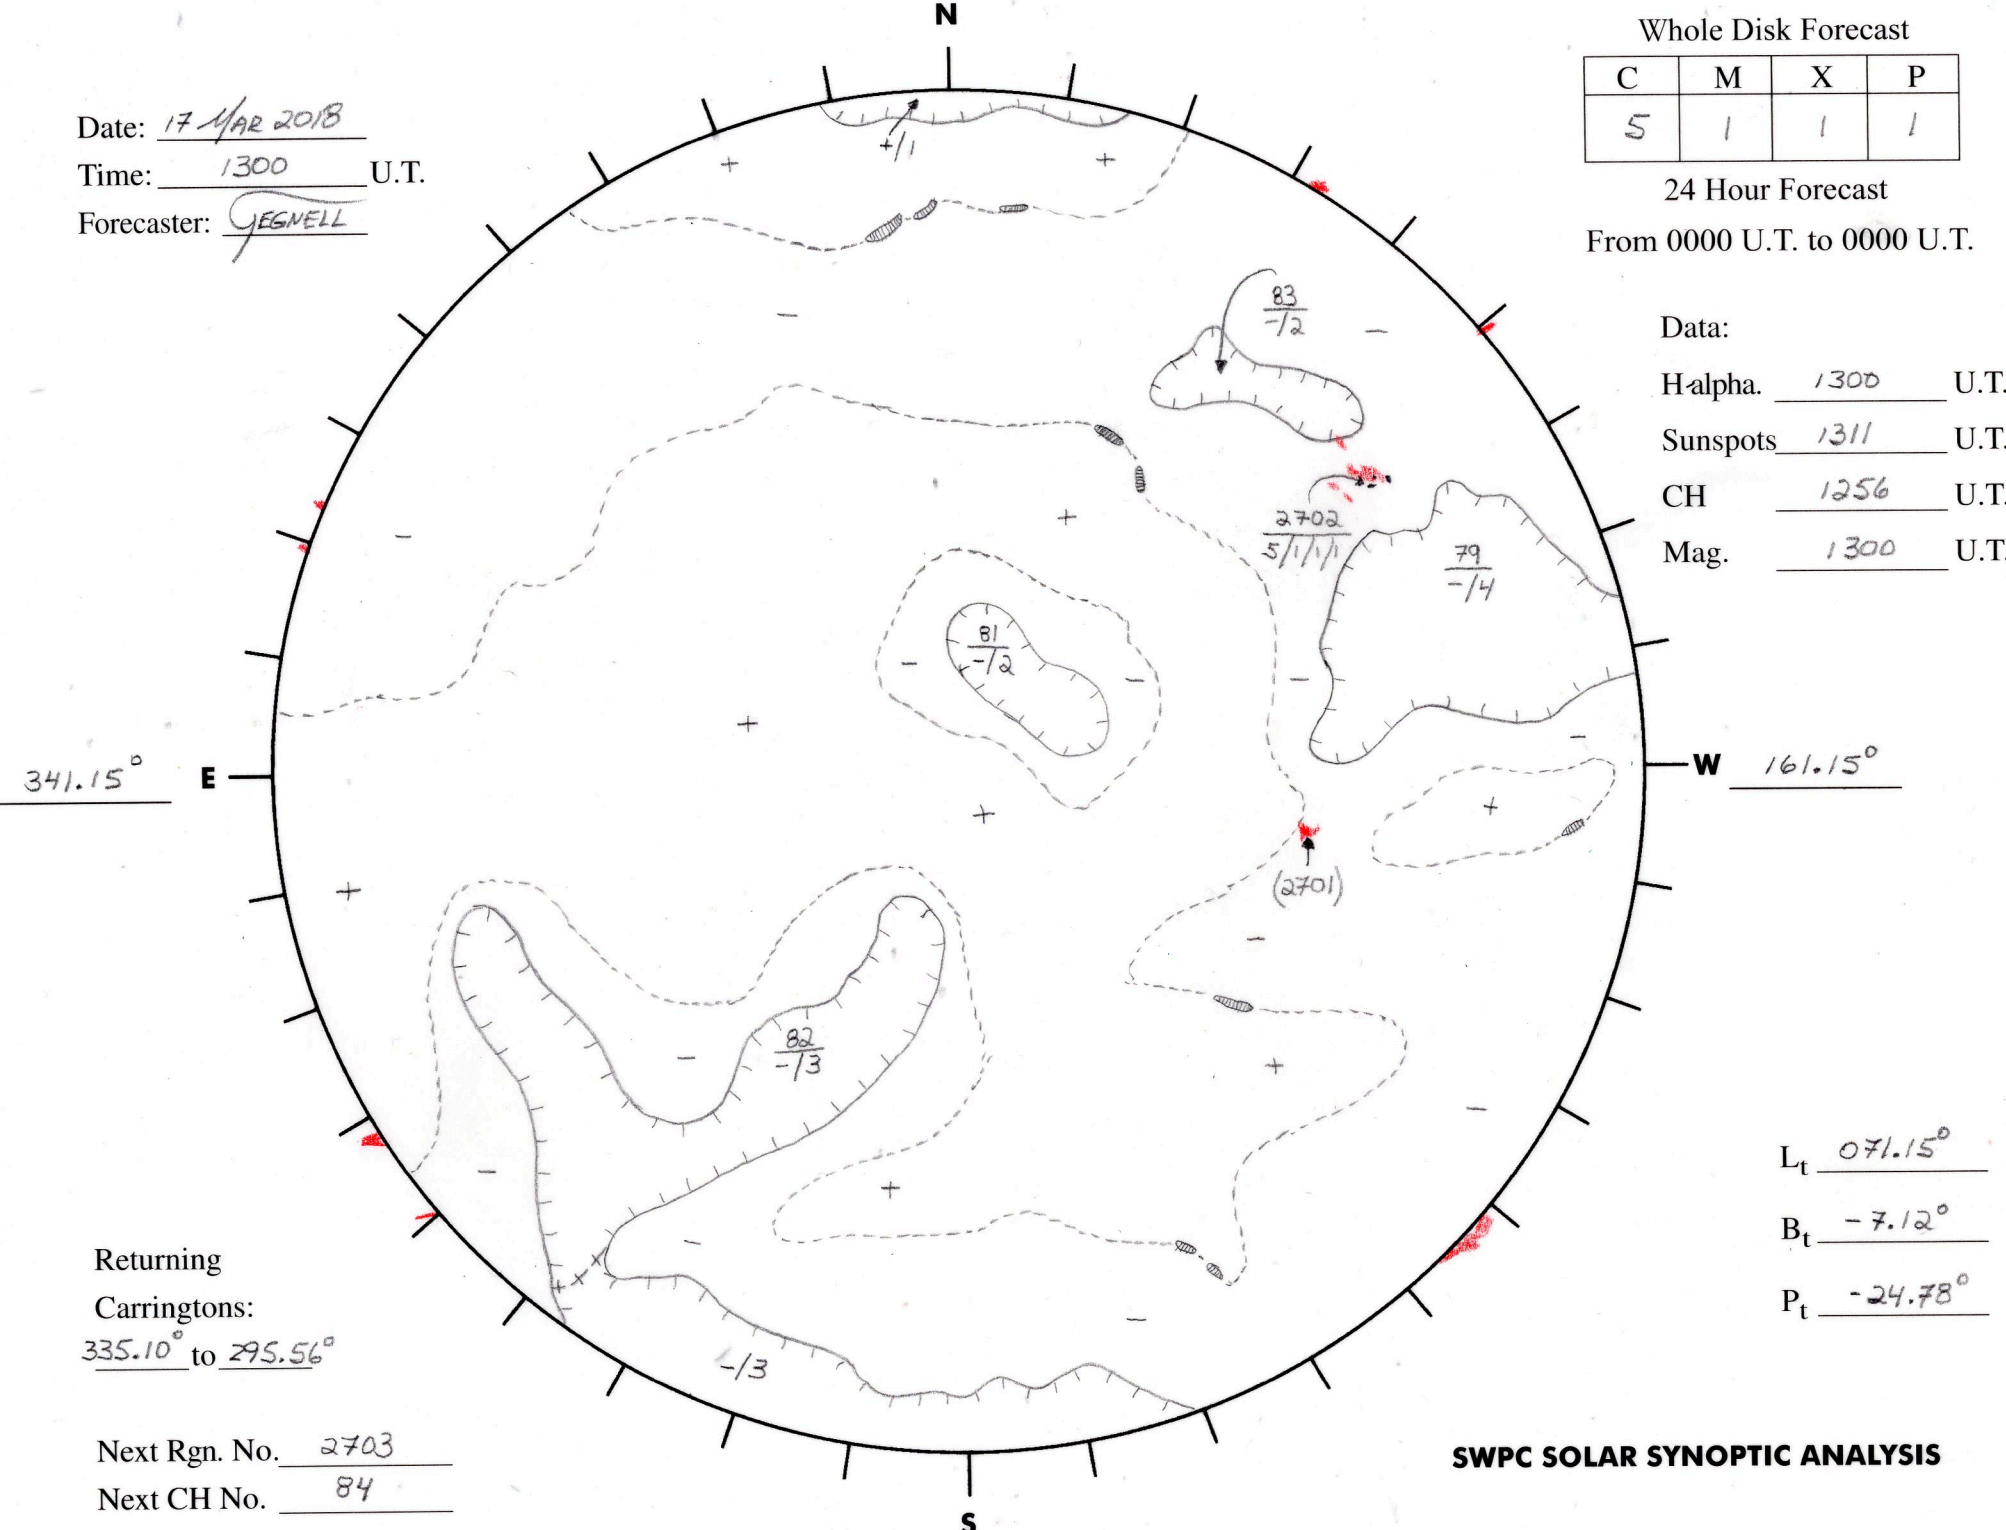 N
Whole Disk Forecast
C M X P
5 1 1 1
24 Hour Forecast
From 0000 U.T. to 0000 U.T.
Date: 17 MAR 2018
Time: 1300 U.T.
Forecaster: GEGNELL
+/1
+ +
83
-/2
- -
Data:
H-alpha. 1300 U.T.
Sunspots 1311 U.T.
CH 1256 U.T.
Mag. 1300 U.T.
2702
5/1/1/1
79
-/4
- +
81
-/2
- - -
+ -
341.15° E
W 161.15°
+ +
(2701)
+ -
82
-/3
- + -
- +
- -
-/3
Lt 071.15°
Bt -7.12°
Pt -24.78°
Returning
Carringtons:
335.10° to 295.56°
Next Rgn. No. 2703
Next CH No. 84
SWPC SOLAR SYNOPTIC ANALYSIS
S